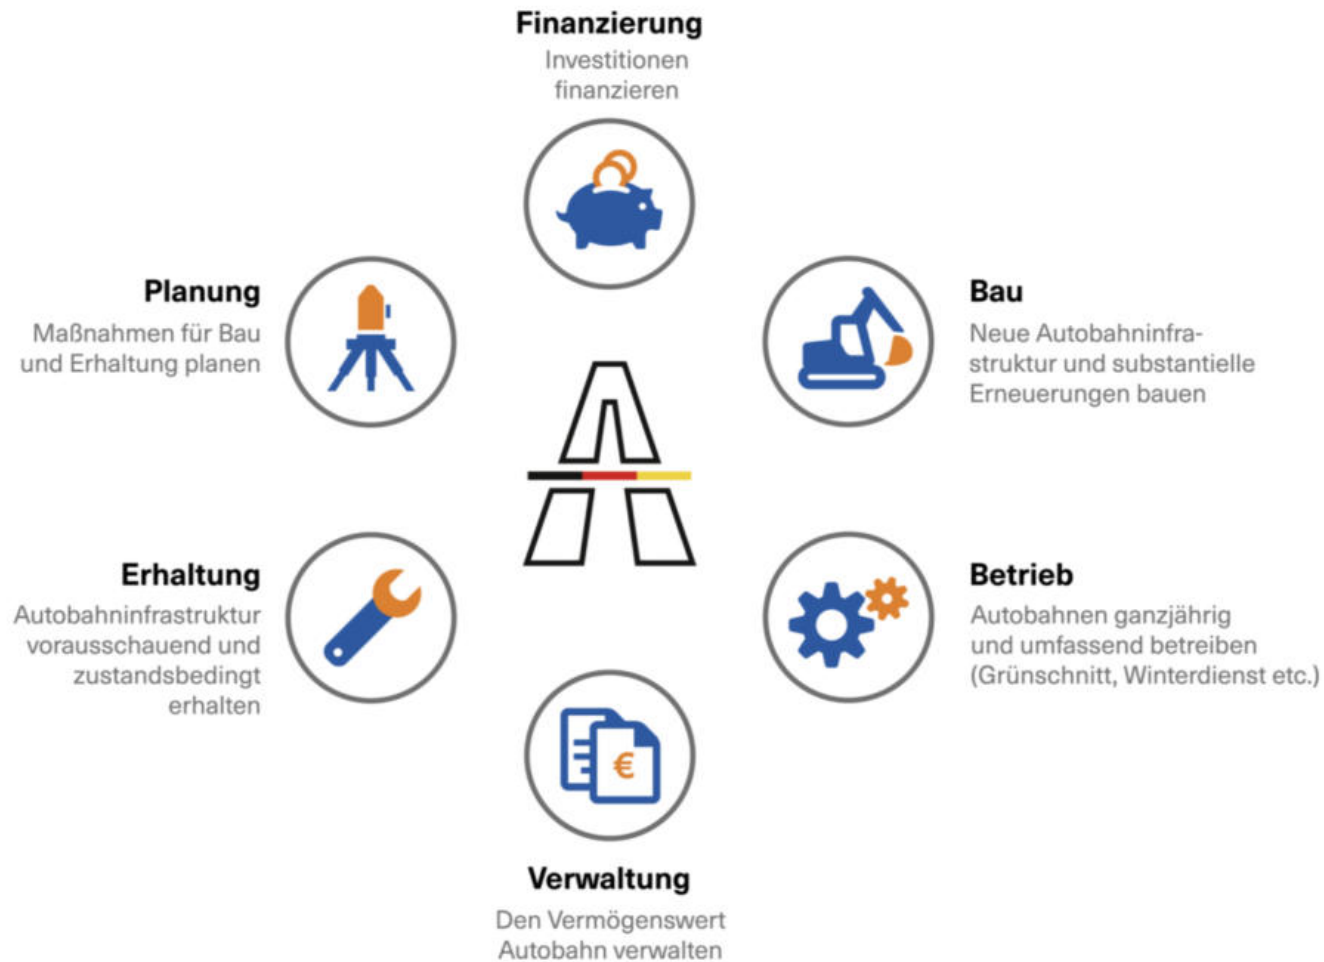 Finanzierung
Investitionen
finanzieren
Planung
Maßnahmen für Bau
und Erhaltung planen
Bau
Neue Autobahninfra-
struktur und substantielle
Erneuerungen bauen
Erhaltung
Autobahninfrastruktur
vorausschauend und
zustandsbedingt
erhalten
Betrieb
Autobahnen ganzjährig
und umfassend betreiben
(Grünschnitt, Winterdienst etc.)
€
Verwaltung
Den Vermögenswert
Autobahn verwalten